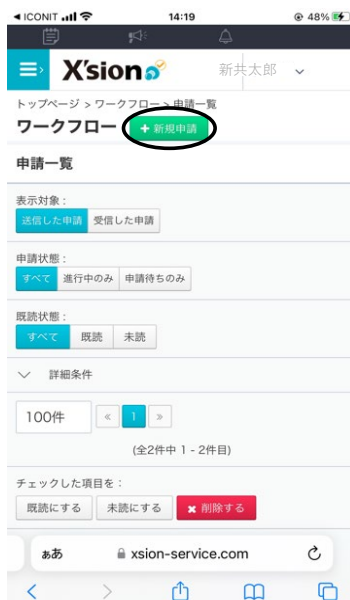 ◀ICONIT 14:19 48%
X'sion 新共太郎
トップページ > ワークフロー > 申請一覧
ワークフロー + 新規申請
申請一覧
表示対象 :
送信した申請 受信した申請
申請状態 :
すべて 進行中のみ 申請待ちのみ
既読状態 :
すべて 既読 未読
詳細条件
100件 « 1 »
(全2件中 1 - 2件目)
チェックした項目を :
既読にする 未読にする ✖ 削除する
ぁあ xsion-service.com